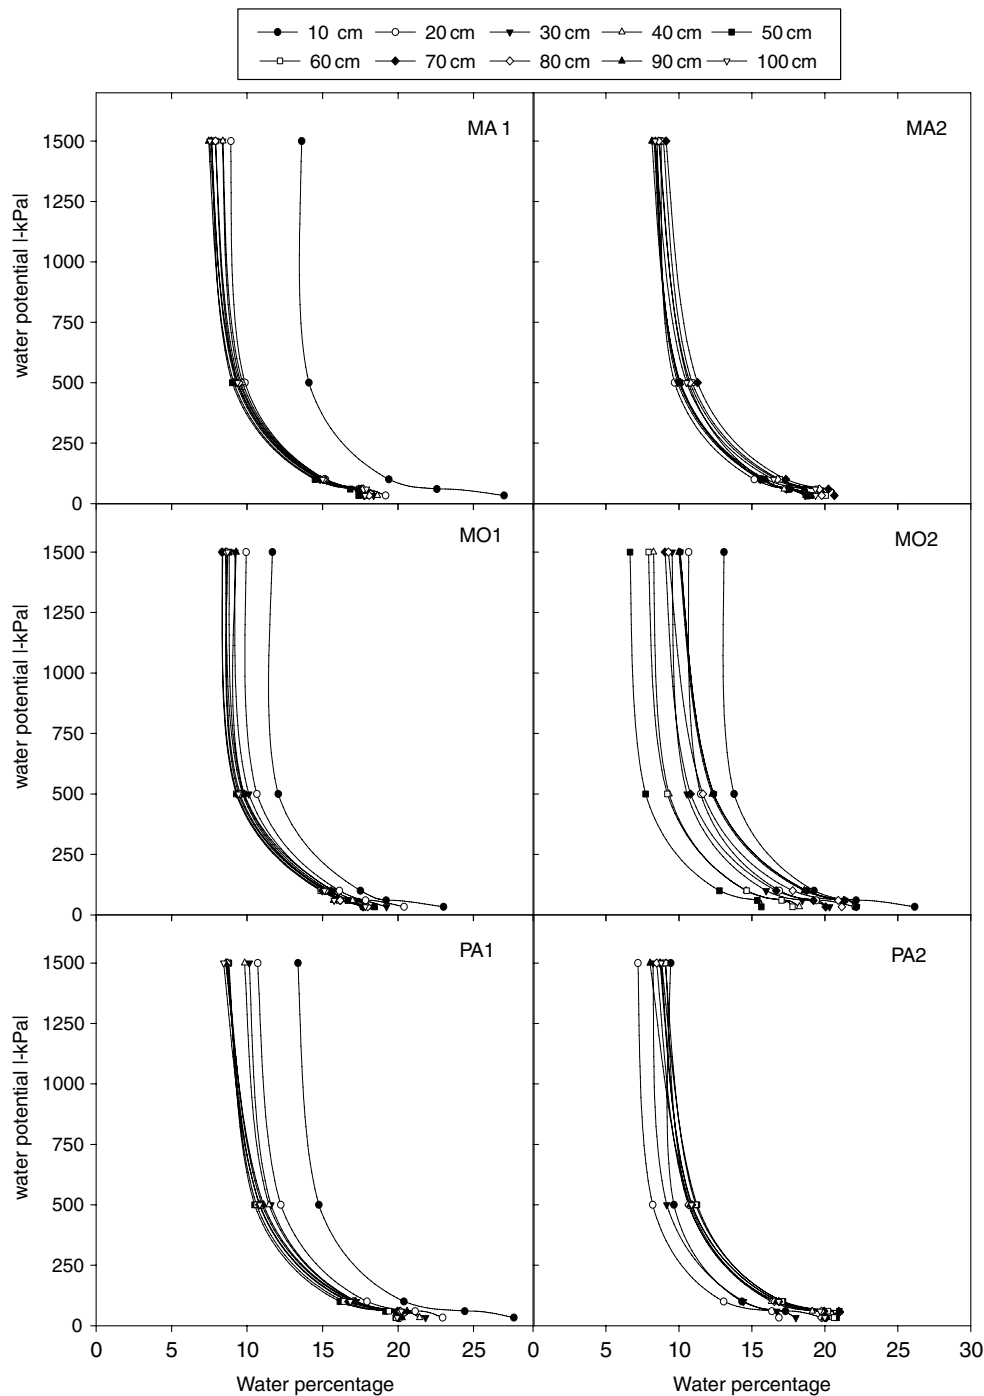 10 cm 20 cm 30 cm 40 cm 50 cm
60 cm 70 cm 80 cm 90 cm 100 cm
MA 1
MA2
1500
1250
1000
750
500
250
0
water potential |-kPa|
MO1
MO2
1500
1250
1000
750
500
250
0
water potential |-kPa|
PA1
PA2
1500
1250
1000
750
500
250
0
water potential |-kPa|
0 5 10 15 20 25 0 5 10 15 20 25 30
Water percentage Water percentage